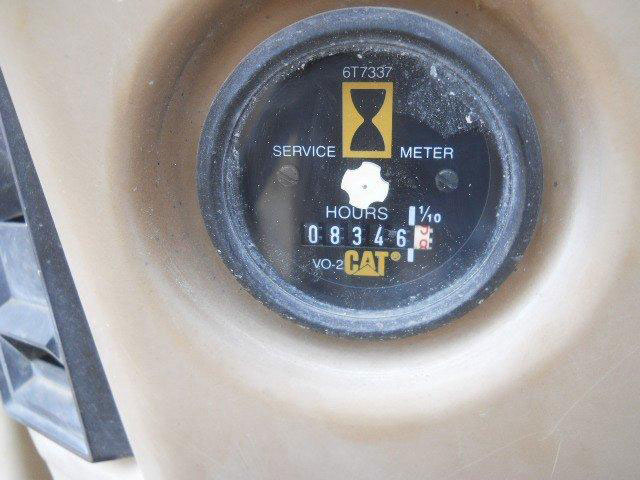 6T7337
SERVICE METER
HOURS 1/10
08346
VO-2 CAT®